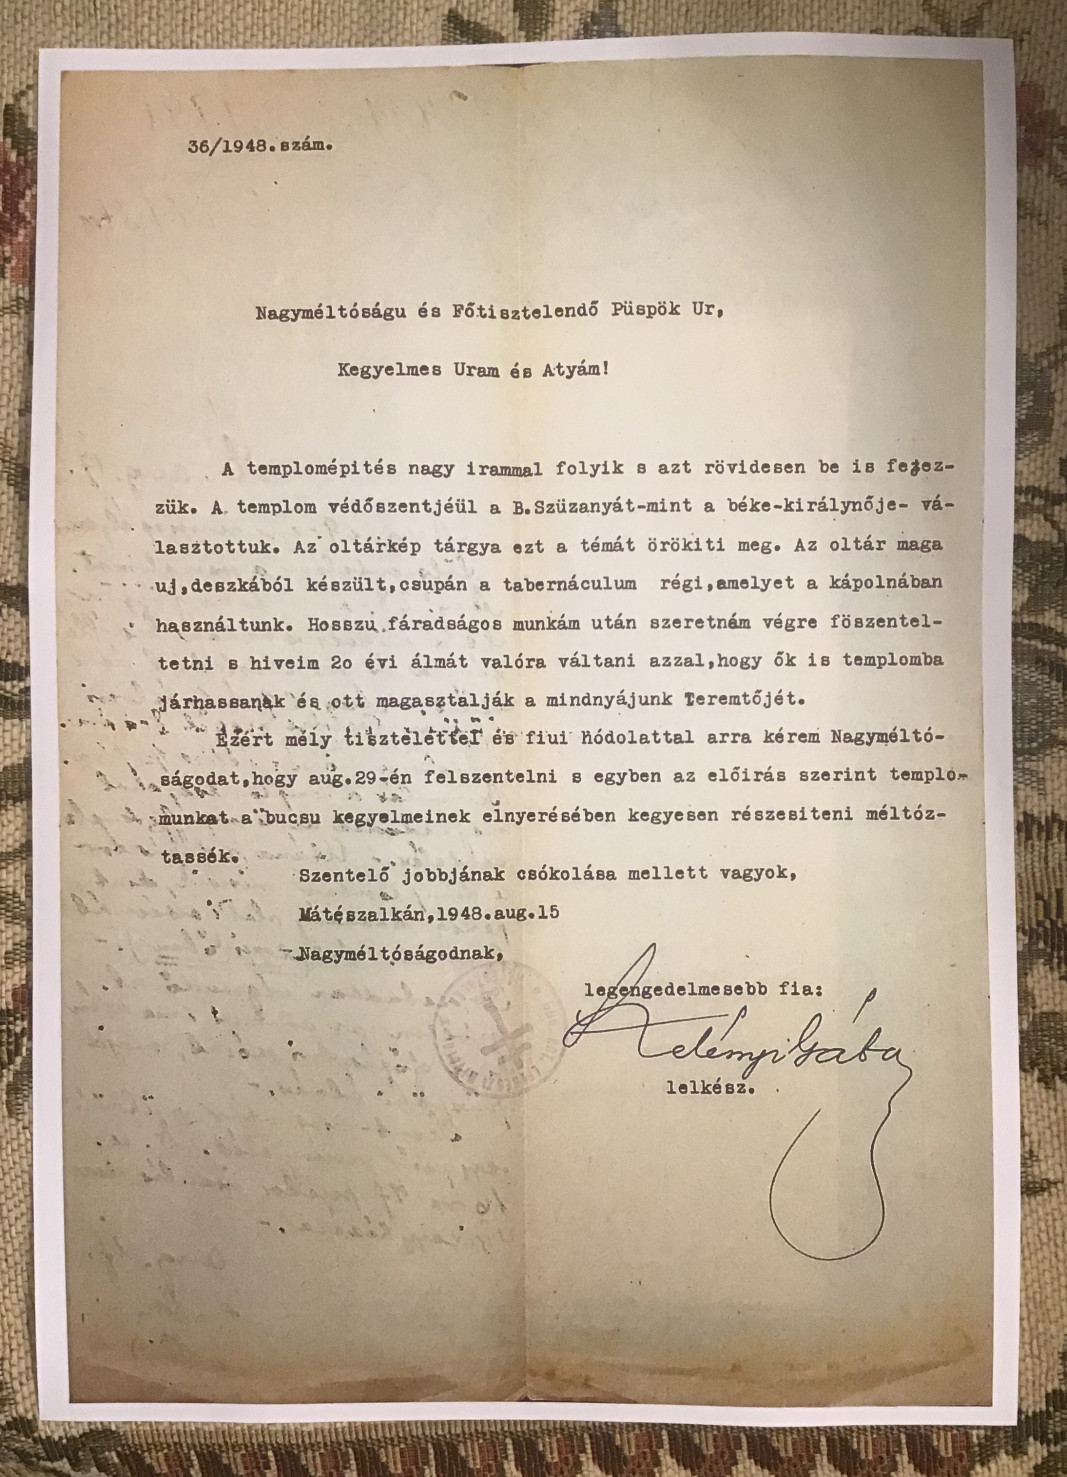 36/1948.szám.
Nagyméltóságu és Főtisztelendő Püspök Ur,
Kegyelmes Uram és Atyám!
A templomépités nagy irammal folyik s azt rövidesen be is fejez-
zük. A templom védőszentjéül a B.Szüzanyát-mint a béke-királynője- vá-
lasztottuk. Az oltárkép tárgya ezt a témát örökiti meg. Az oltár maga
uj,deszkából készült,csupán a tabernáculum régi,amelyet a kápolnában
használtunk. Hosszu fáradságos munkám után szeretném végre föszentel-
tetni s hiveim 2o évi álmát valóra váltani azzal,hogy ők is templomba
járhassanak és ott magasztalják a mindnyájunk Teremtőjét.
Ezért mély tisztelettel és fiui hódolattal arra kérem Nagyméltó-
ságodat,hogy aug.29-én felszentelni s egyben az előirás szerint templo-
munkat a bucsu kegyelmeinek elnyerésében kegyesen részesiteni méltóz-
tassék.
Szentelő jobbjának csókolása mellett vagyok,
Mátészalkán,1948.aug.15
Nagyméltóságodnak,
legengedelmesebb fia:
lelkész.